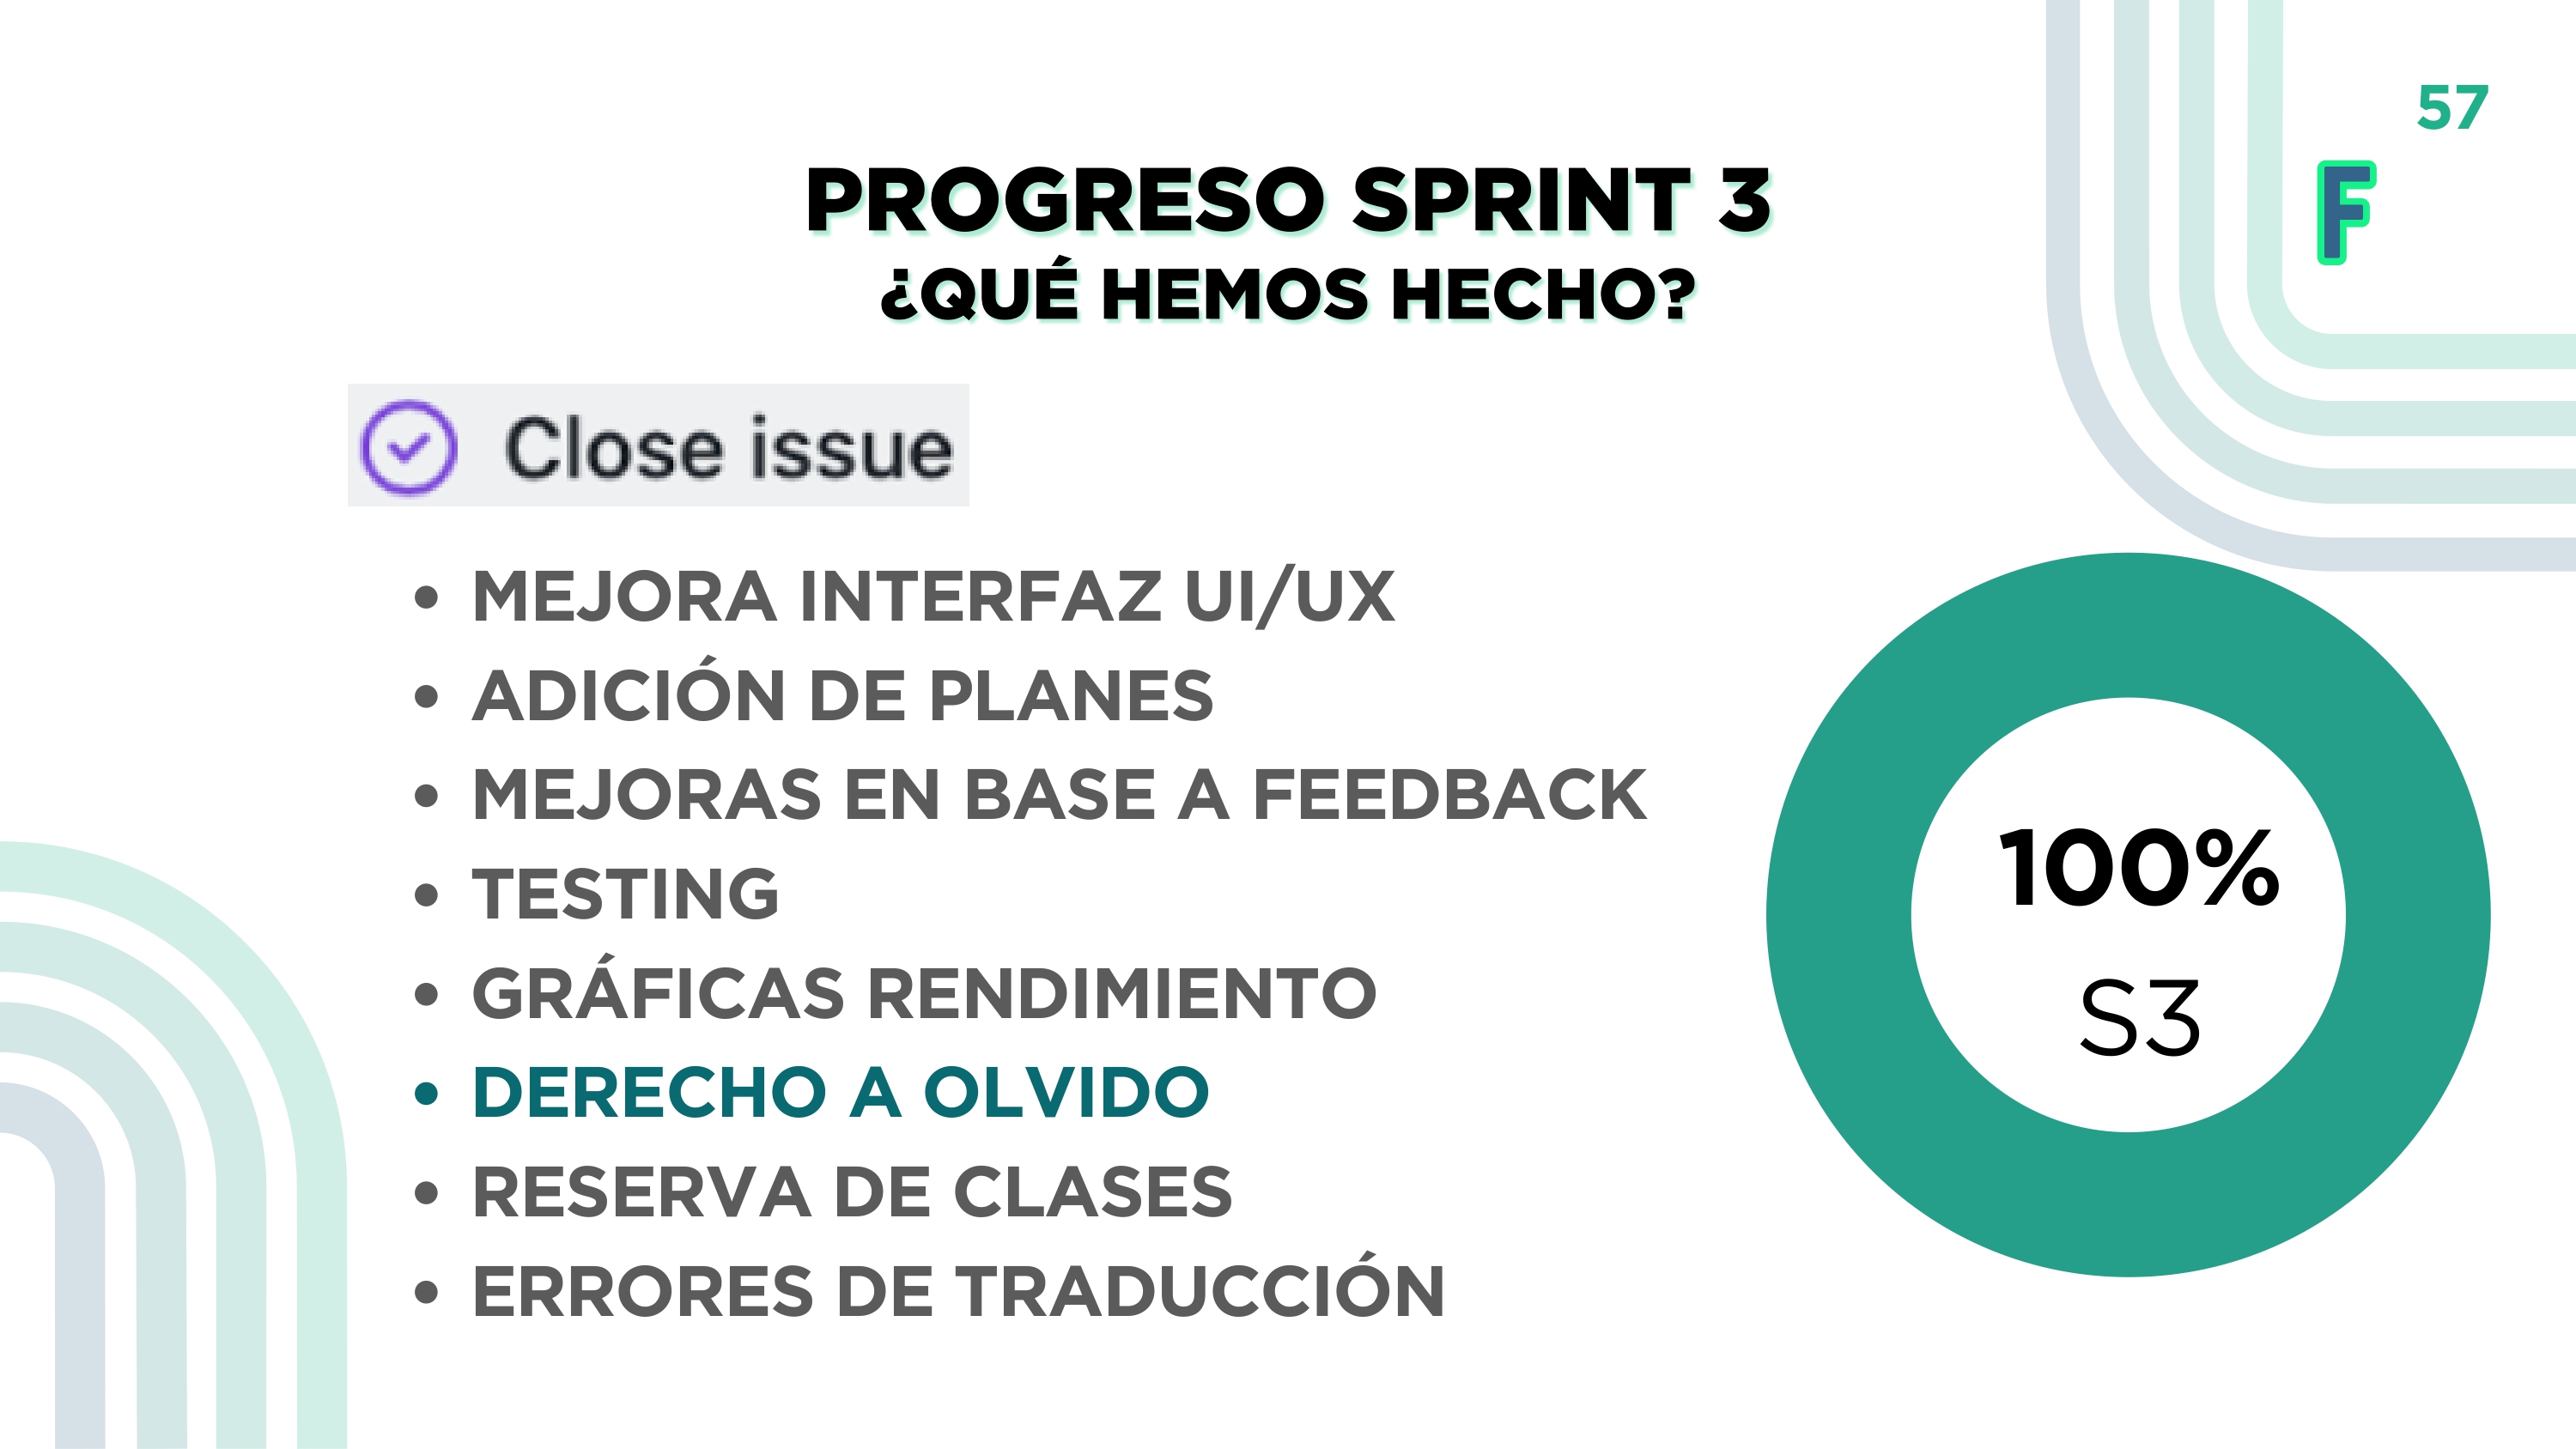 57
F
PROGRESO SPRINT 3
¿QUÉ HEMOS HECHO?
Close issue
• MEJORA INTERFAZ UI/UX
• ADICIÓN DE PLANES
• MEJORAS EN BASE A FEEDBACK
• TESTING
• GRÁFICAS RENDIMIENTO
• DERECHO A OLVIDO
• RESERVA DE CLASES
• ERRORES DE TRADUCCIÓN
100%
S3